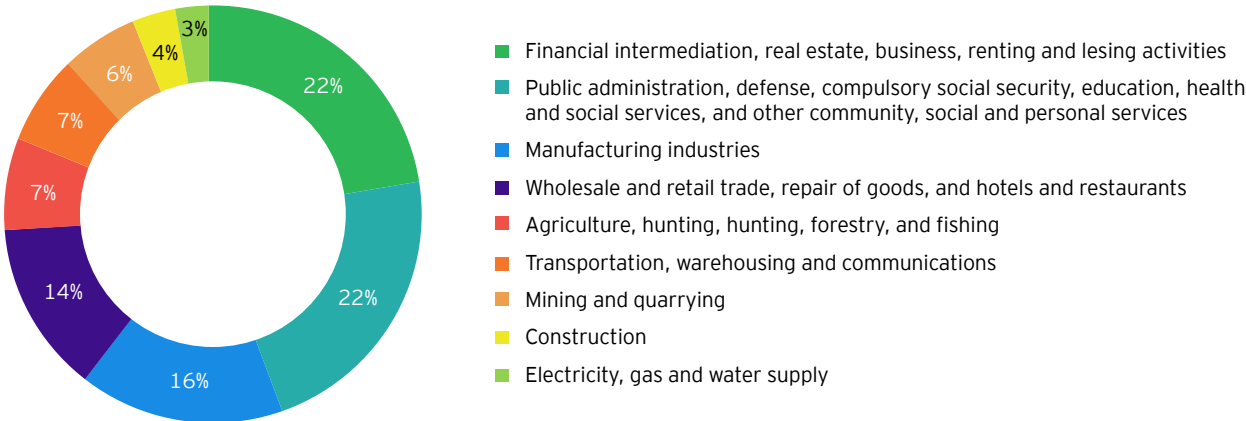 3%
4%
6%
22%
7%
7%
14%
22%
16%
Financial intermediation, real estate, business, renting and lesing activities
Public administration, defense, compulsory social security, education, health
and social services, and other community, social and personal services
Manufacturing industries
Wholesale and retail trade, repair of goods, and hotels and restaurants
Agriculture, hunting, hunting, forestry, and fishing
Transportation, warehousing and communications
Mining and quarrying
Construction
Electricity, gas and water supply